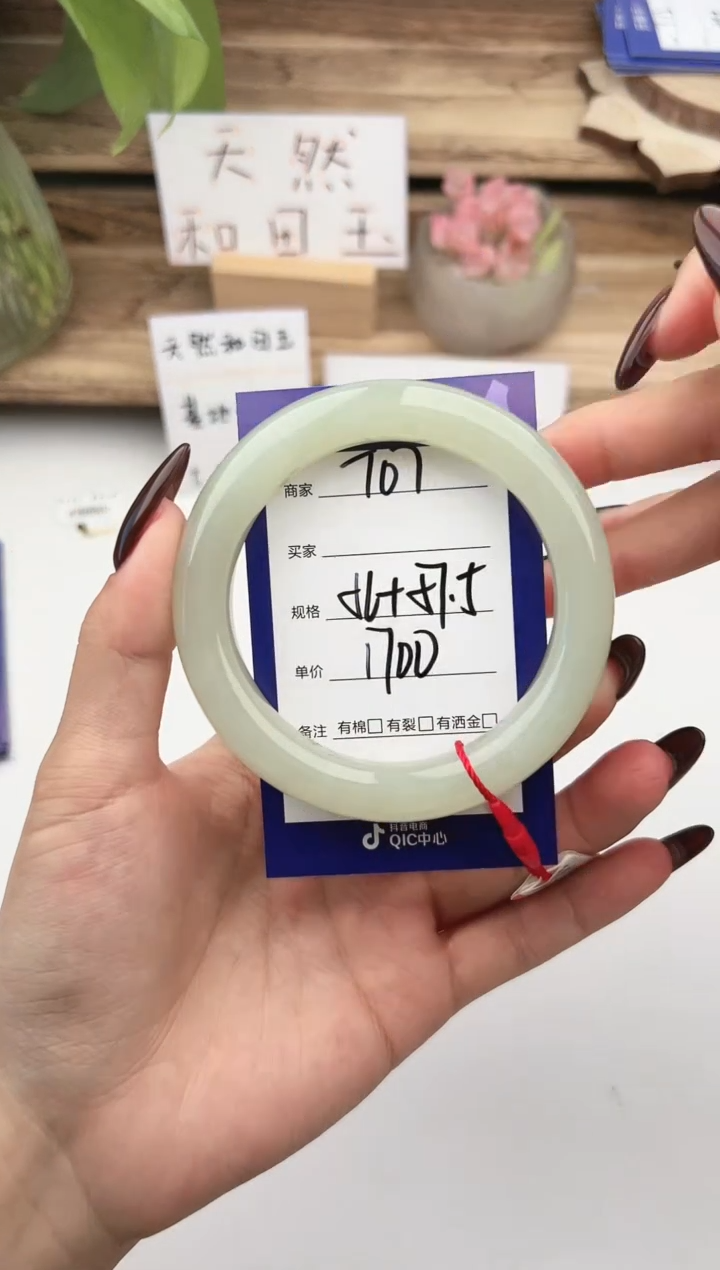 天然
和田玉
天然和田玉
商家 707
买家
规格
单价 1700
备注 有棉□ 有裂□ 有洒金□
抖音电商
QIC中心